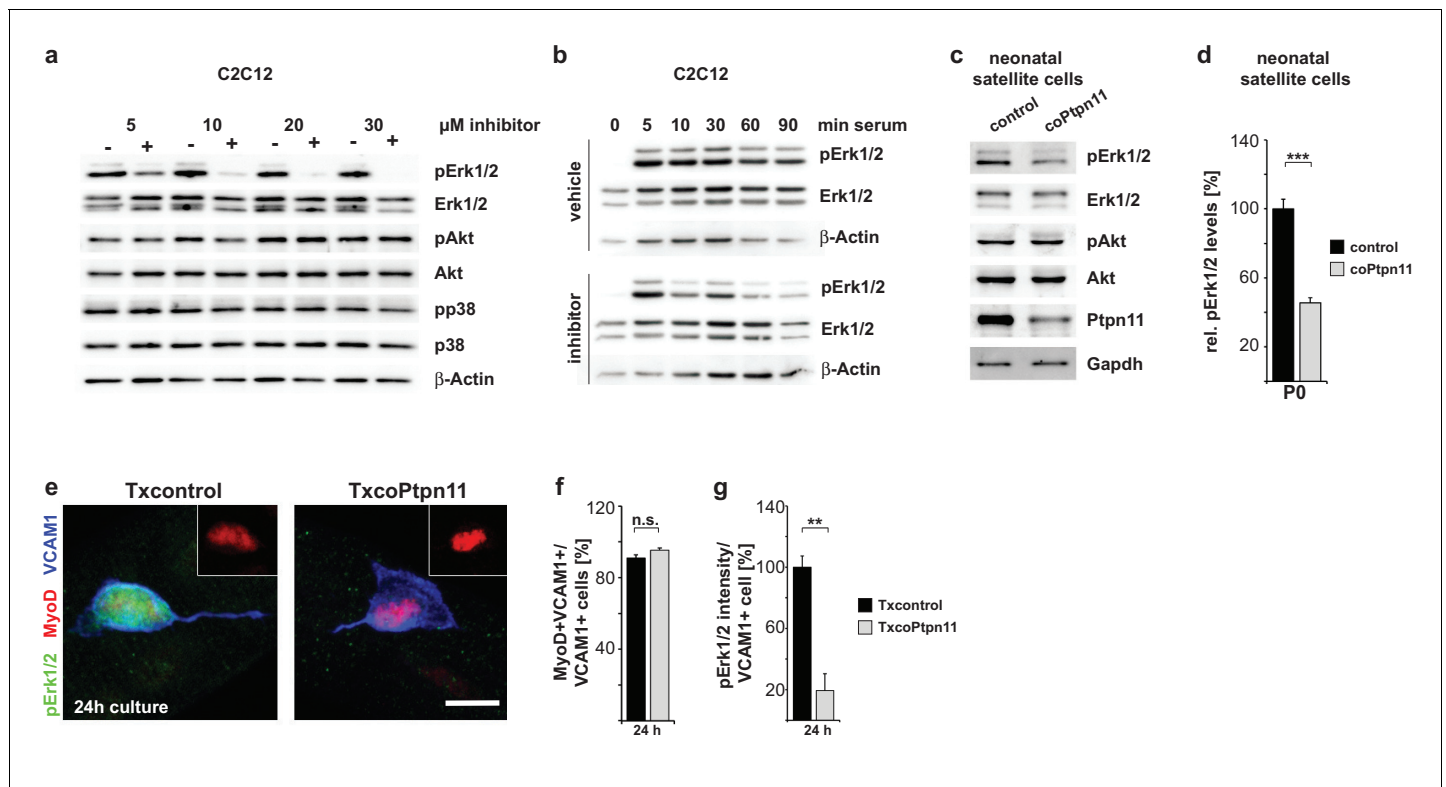 a
C2C12
5 10 20 30 µM inhibitor
- + - + - + - +
pErk1/2
Erk1/2
pAkt
Akt
pp38
p38
β-Actin
b
C2C12
0 5 10 30 60 90 min serum
vehicle
pErk1/2
Erk1/2
β-Actin
inhibitor
pErk1/2
Erk1/2
β-Actin
c
neonatal
satellite cells
control
coPtpn11
pErk1/2
Erk1/2
pAkt
Akt
Ptpn11
Gapdh
d
neonatal
satellite cells
rel. pErk1/2 levels [%]
140
100
60
20
***
P0
control
coPtpn11
e
Txcontrol
TxcoPtpn11
pErk1/2 MyoD VCAM1
24h culture
f
MyoD+VCAM1+/
VCAM1+ cells [%]
120
80
40
n.s.
24 h
g
pErk1/2 intensity/
VCAM1+ cell [%]
140
100
60
20
**
24 h
Txcontrol
TxcoPtpn11